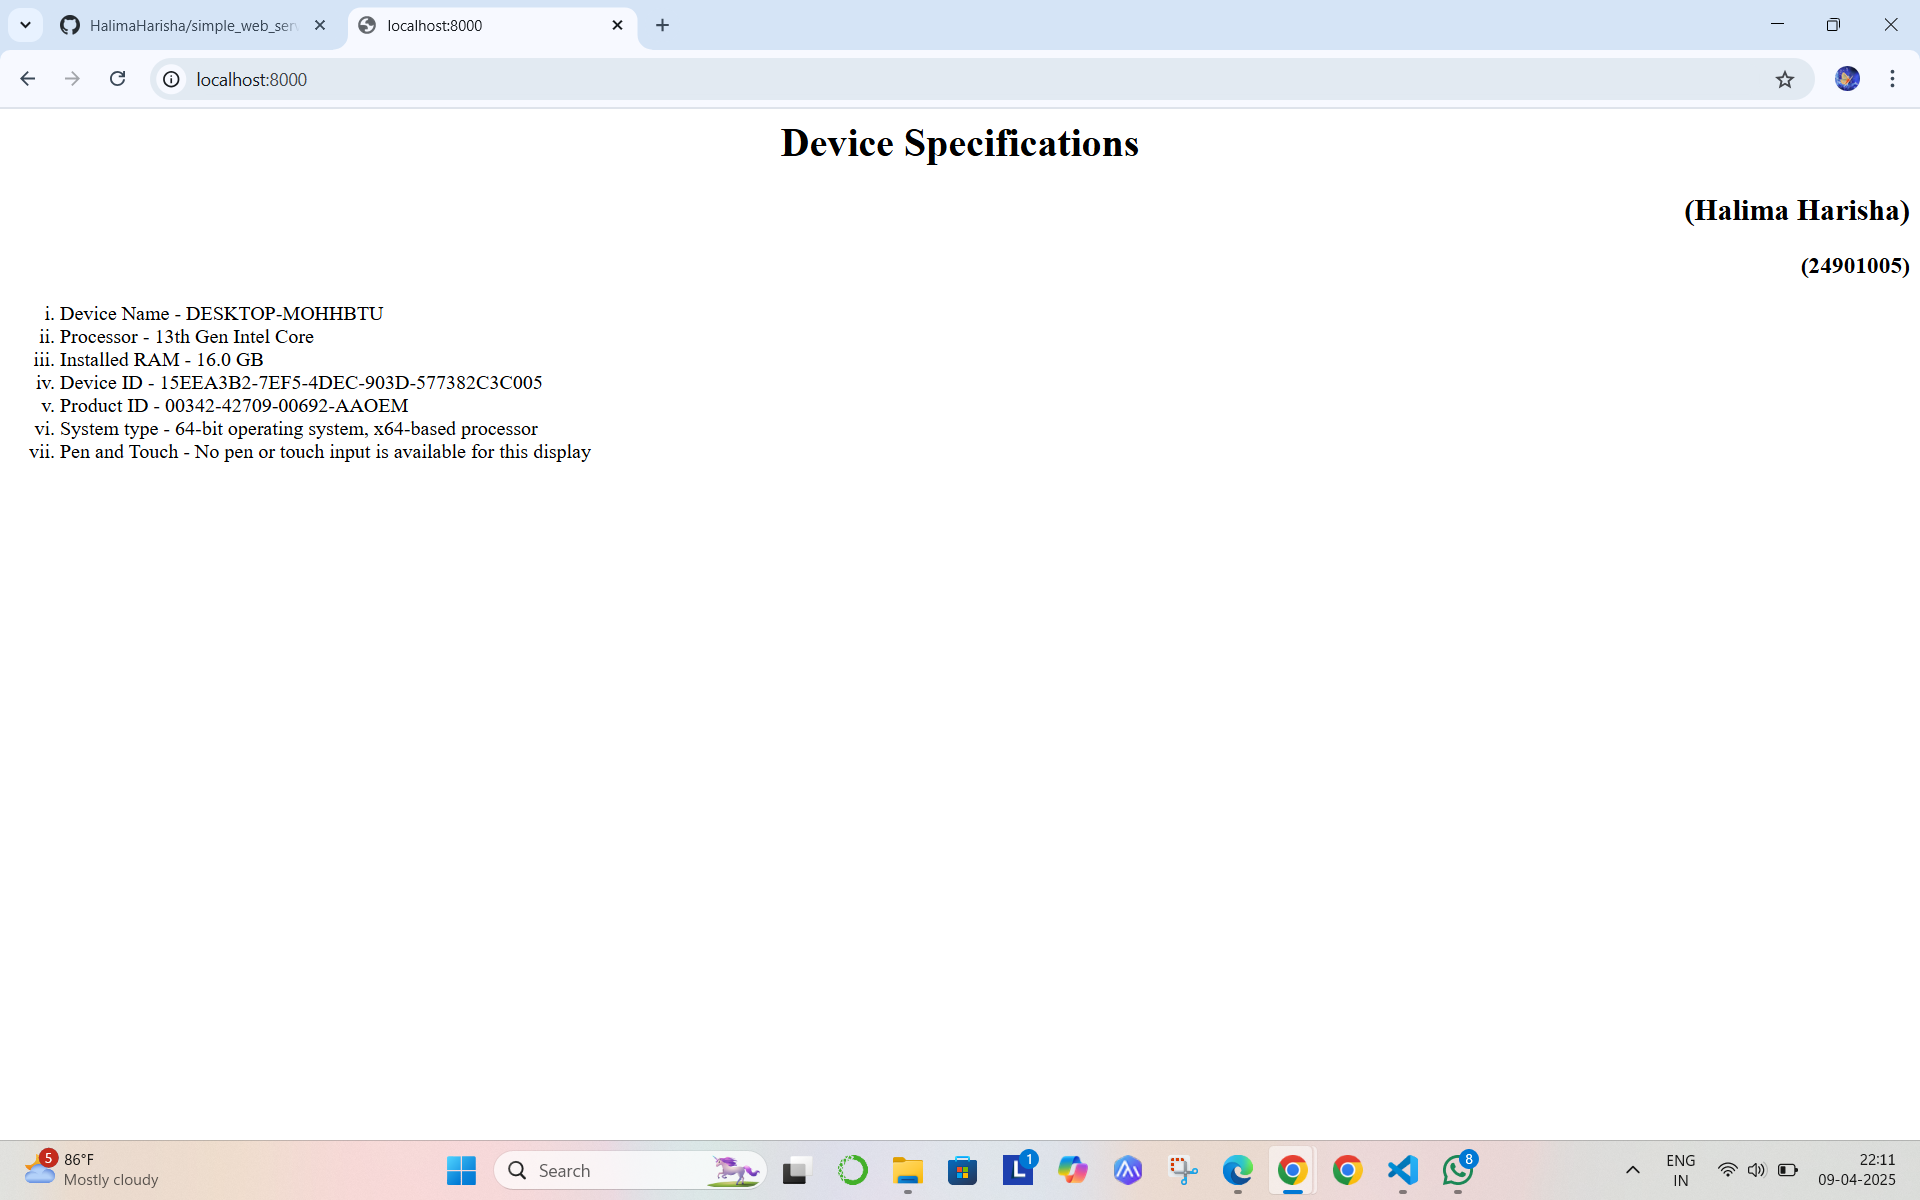 HalimaHarisha/simple_web_ser
localhost:8000
localhost:8000
Device Specifications
(Halima Harisha)
(24901005)
i. Device Name - DESKTOP-MOHHBTU
ii. Processor - 13th Gen Intel Core
iii. Installed RAM - 16.0 GB
iv. Device ID - 15EEA3B2-7EF5-4DEC-903D-577382C3C005
v. Product ID - 00342-42709-00692-AAOEM
vi. System type - 64-bit operating system, x64-based processor
vii. Pen and Touch - No pen or touch input is available for this display
5
86°F
Mostly cloudy
Search
L
1
8
ENG
IN
22:11
09-04-2025